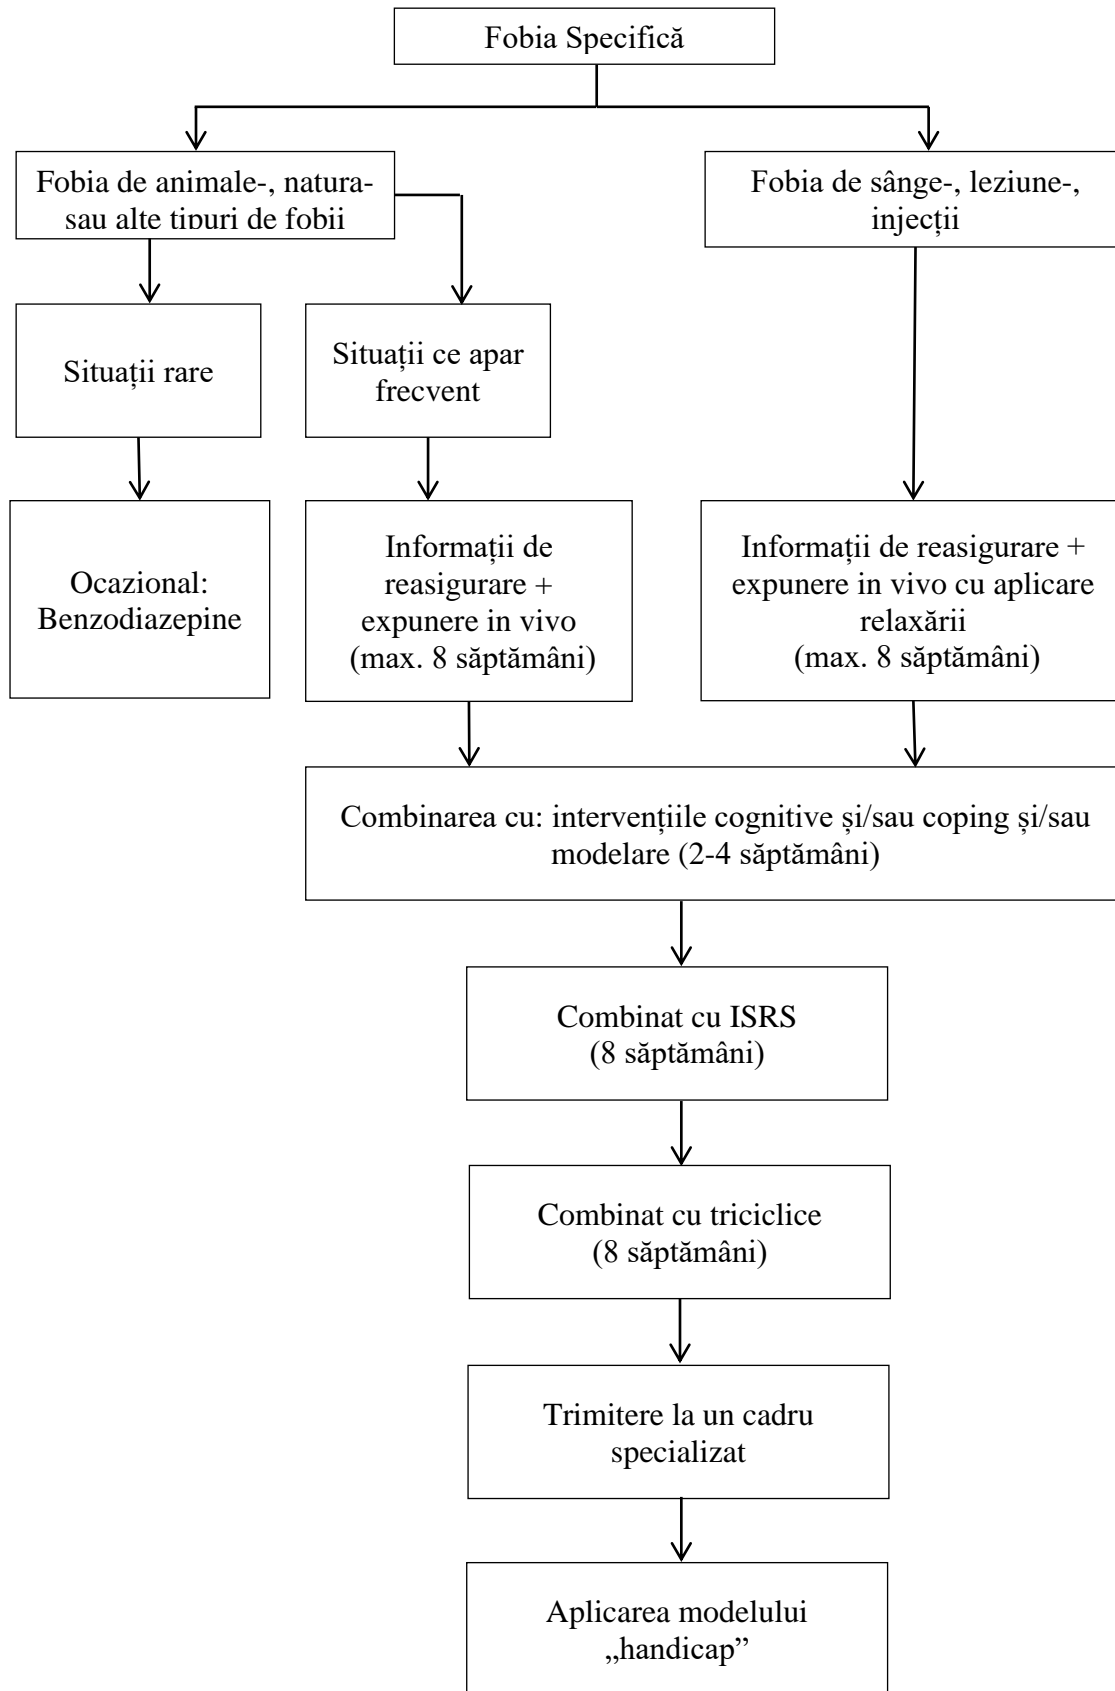 Fobia Specifică
Fobia de animale-, natura-
sau alte tipuri de fobii
Fobia de sânge-, leziune-,
injecții
Situații rare
Situații ce apar
frecvent
Ocazional:
Benzodiazepine
Informații de
reasigurare +
expunere in vivo
(max. 8 săptămâni)
Informații de reasigurare +
expunere in vivo cu aplicare
relaxării
(max. 8 săptămâni)
Combinarea cu: intervențiile cognitive și/sau coping și/sau
modelare (2-4 săptămâni)
Combinat cu ISRS
(8 săptămâni)
Combinat cu triciclice
(8 săptămâni)
Trimitere la un cadru
specializat
Aplicarea modelului
„handicap”